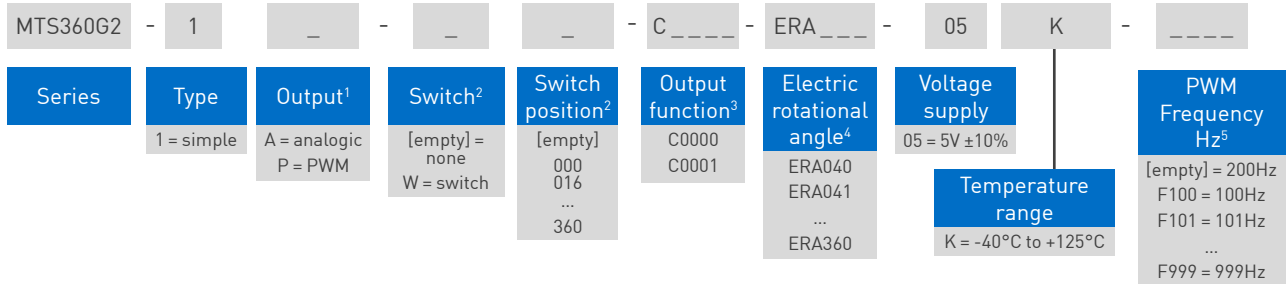 MTS360G2 - 1 _ - _ _ - C _ _ _ _ - ERA _ _ _ - 05 K - _ _ _ _
Series
Type
1 = simple
Output¹
A = analogic
P = PWM
Switch²
[empty] =
none
W = switch
Switch
position²
[empty]
000
016
...
360
Output
function³
C0000
C0001
Electric
rotational
angle⁴
ERA040
ERA041
...
ERA360
Voltage
supply
05 = 5V ±10%
Temperature
range
K = -40°C to +125°C
PWM
Frequency
Hz⁵
[empty] = 200Hz
F100 = 100Hz
F101 = 101Hz
...
F999 = 999Hz